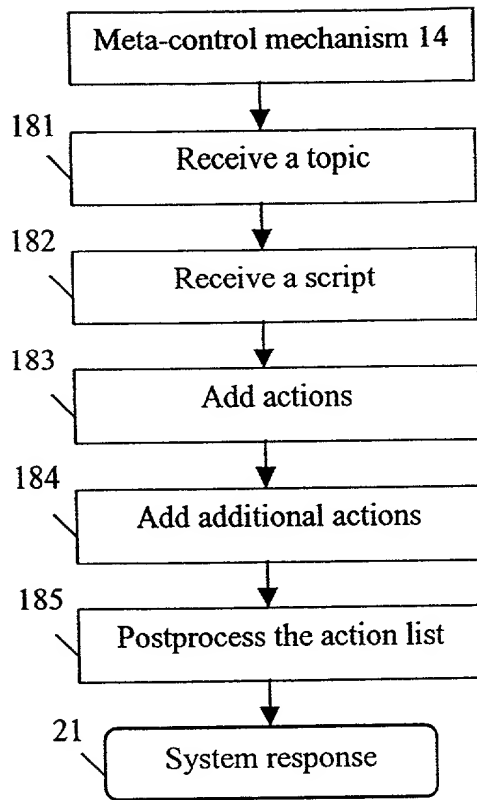 Meta-control mechanism 14
181
Receive a topic
182
Receive a script
183
Add actions
184
Add additional actions
185
Postprocess the action list
21
System response